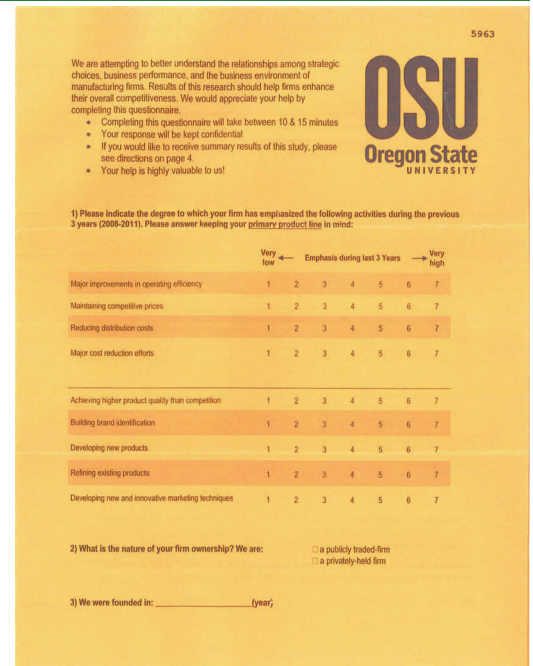 5963
We are attempting to better understand the relationships among strategic
choices, business performance, and the business environment of
manufacturing firms. Results of this research should help firms enhance
their overall competitiveness. We would appreciate your help by
completing this questionnaire.
• Completing this questionnaire will take between 10 & 15 minutes
• Your response will be kept confidential
• If you would like to receive summary results of this study, please
see directions on page 4.
• Your help is highly valuable to us!
OSU
Oregon State
UNIVERSITY
1) Please indicate the degree to which your firm has emphasized the following activities during the previous
3 years (2008-2011). Please answer keeping your primary product line in mind:
Very low ← Emphasis during last 3 Years → Very high
Major improvements in operating efficiency 1 2 3 4 5 6 7
Maintaining competitive prices 1 2 3 4 5 6 7
Reducing distribution costs 1 2 3 4 5 6 7
Major cost reduction efforts 1 2 3 4 5 6 7
Achieving higher product quality than competition 1 2 3 4 5 6 7
Building brand identification 1 2 3 4 5 6 7
Developing new products 1 2 3 4 5 6 7
Refining existing products 1 2 3 4 5 6 7
Developing new and innovative marketing techniques 1 2 3 4 5 6 7
2) What is the nature of your firm ownership? We are: □ a publicly traded-firm
□ a privately-held firm
3) We were founded in: ____________________(year)